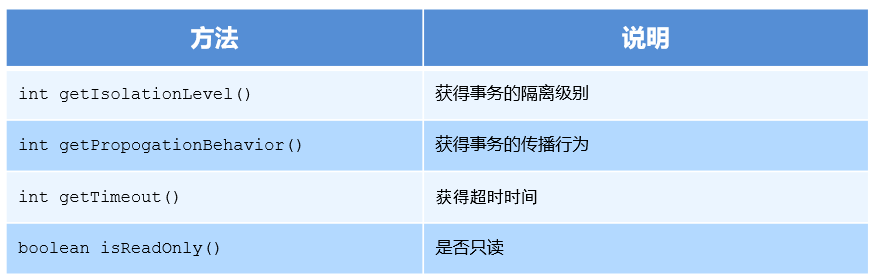 方法 说明
int getIsolationLevel() 获得事务的隔离级别
int getPropogationBehavior() 获得事务的传播行为
int getTimeout() 获得超时时间
boolean isReadOnly() 是否只读